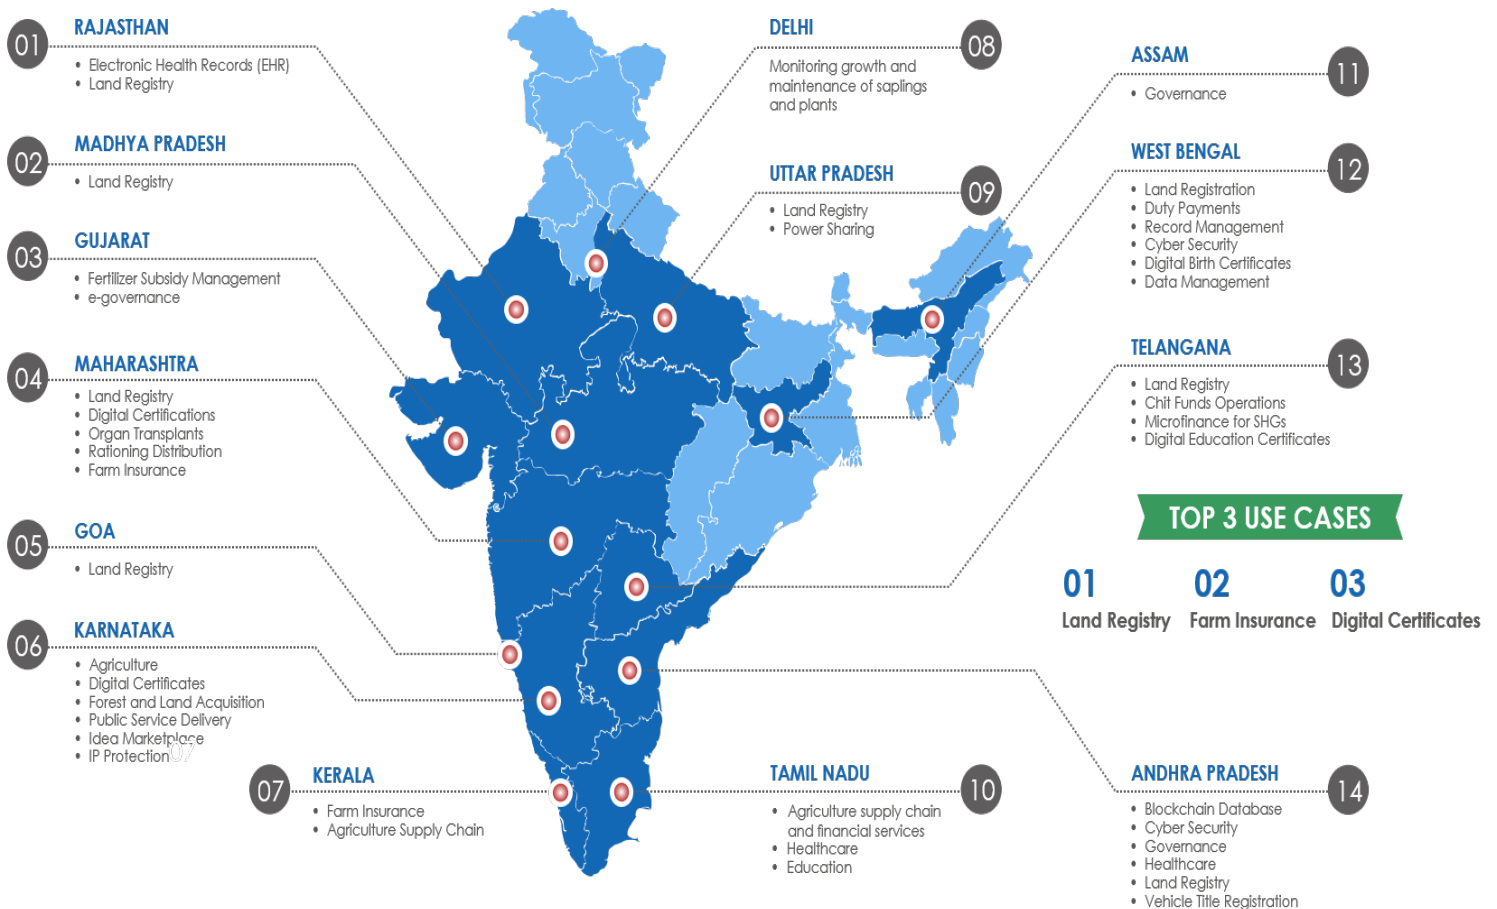 01
RAJASTHAN
• Electronic Health Records (EHR)
• Land Registry
02
MADHYA PRADESH
• Land Registry
03
GUJARAT
• Fertilizer Subsidy Management
• e-governance
04
MAHARASHTRA
• Land Registry
• Digital Certifications
• Organ Transplants
• Rationing Distribution
• Farm Insurance
05
GOA
• Land Registry
06
KARNATAKA
• Agriculture
• Digital Certificates
• Forest and Land Acquisition
• Public Service Delivery
• Idea Marketplace
• IP Protection
07
07
KERALA
• Farm Insurance
• Agriculture Supply Chain
DELHI
08
Monitoring growth and
maintenance of saplings
and plants
UTTAR PRADESH
09
• Land Registry
• Power Sharing
TAMIL NADU
10
• Agriculture supply chain
and financial services
• Healthcare
• Education
ASSAM
11
• Governance
WEST BENGAL
12
• Land Registration
• Duty Payments
• Record Management
• Cyber Security
• Digital Birth Certificates
• Data Management
TELANGANA
13
• Land Registry
• Chit Funds Operations
• Microfinance for SHGs
• Digital Education Certificates
TOP 3 USE CASES
01 02 03
Land Registry Farm Insurance Digital Certificates
ANDHRA PRADESH
14
• Blockchain Database
• Cyber Security
• Governance
• Healthcare
• Land Registry
• Vehicle Title Registration